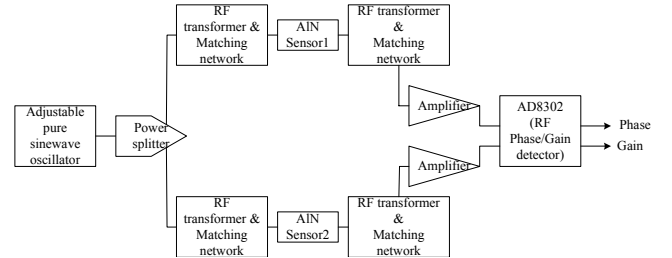 RF
transformer &
Matching
network
AlN
Sensor1
RF transformer
&
Matching
network
Adjustable
pure
sinewave
oscillator
Power
splitter
Amplifier
AD8302
(RF
Phase/Gain
detector)
Phase
Gain
Amplifier
RF
transformer &
Matching
network
AlN
Sensor2
RF transformer
&
Matching
network